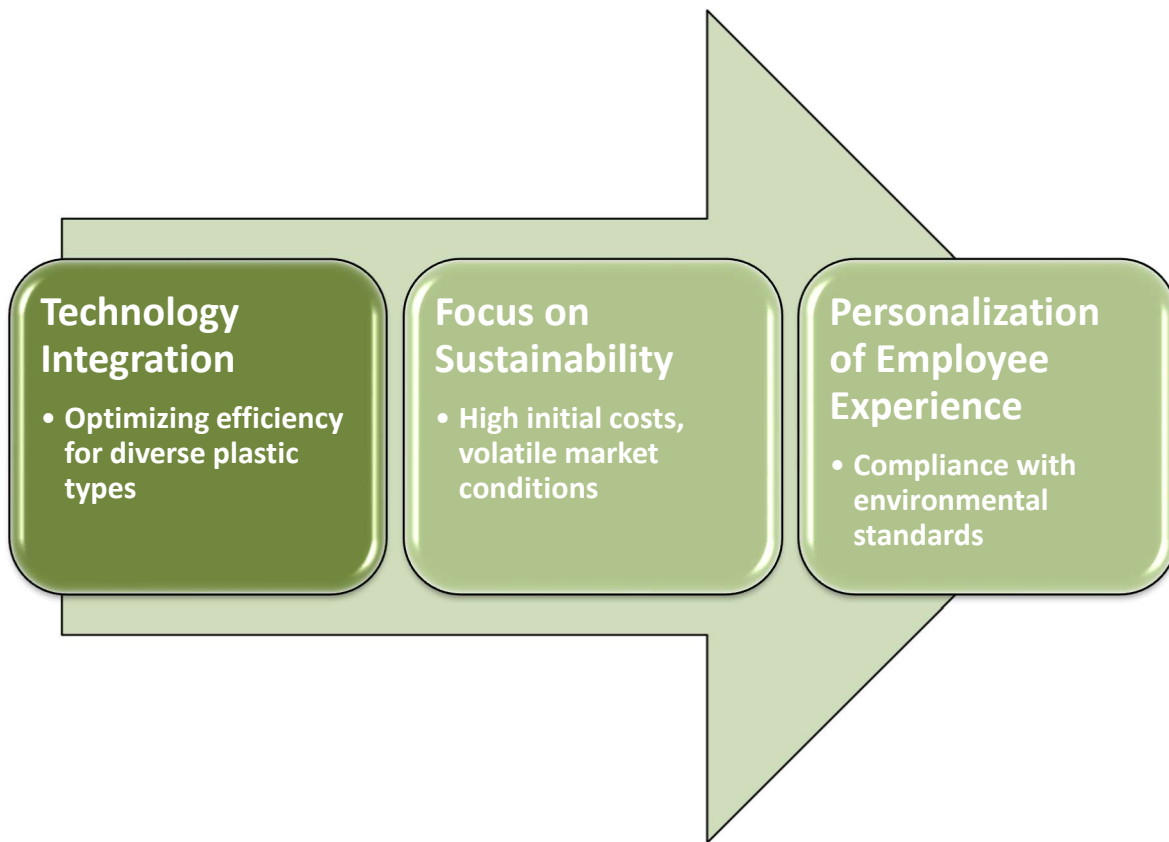 Technology
Integration
• Optimizing efficiency
for diverse plastic
types
Focus on
Sustainability
• High initial costs,
volatile market
conditions
Personalization
of Employee
Experience
• Compliance with
environmental
standards